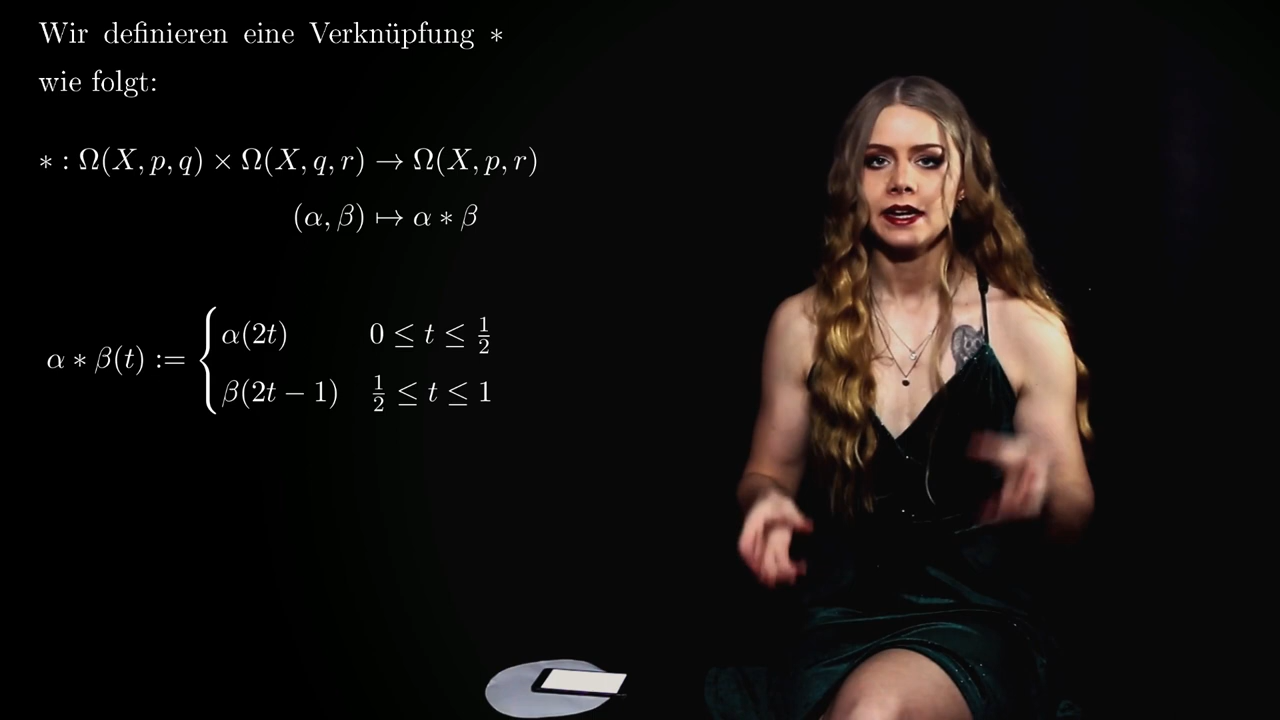 Wir definieren eine Verknüpfung ∗
wie folgt:
∗ : Ω(X, p, q) × Ω(X, q, r) → Ω(X, p, r)
(α, β) ↦ α ∗ β
α ∗ β(t) := { α(2t) 0 ≤ t ≤ 1/2
β(2t − 1) 1/2 ≤ t ≤ 1